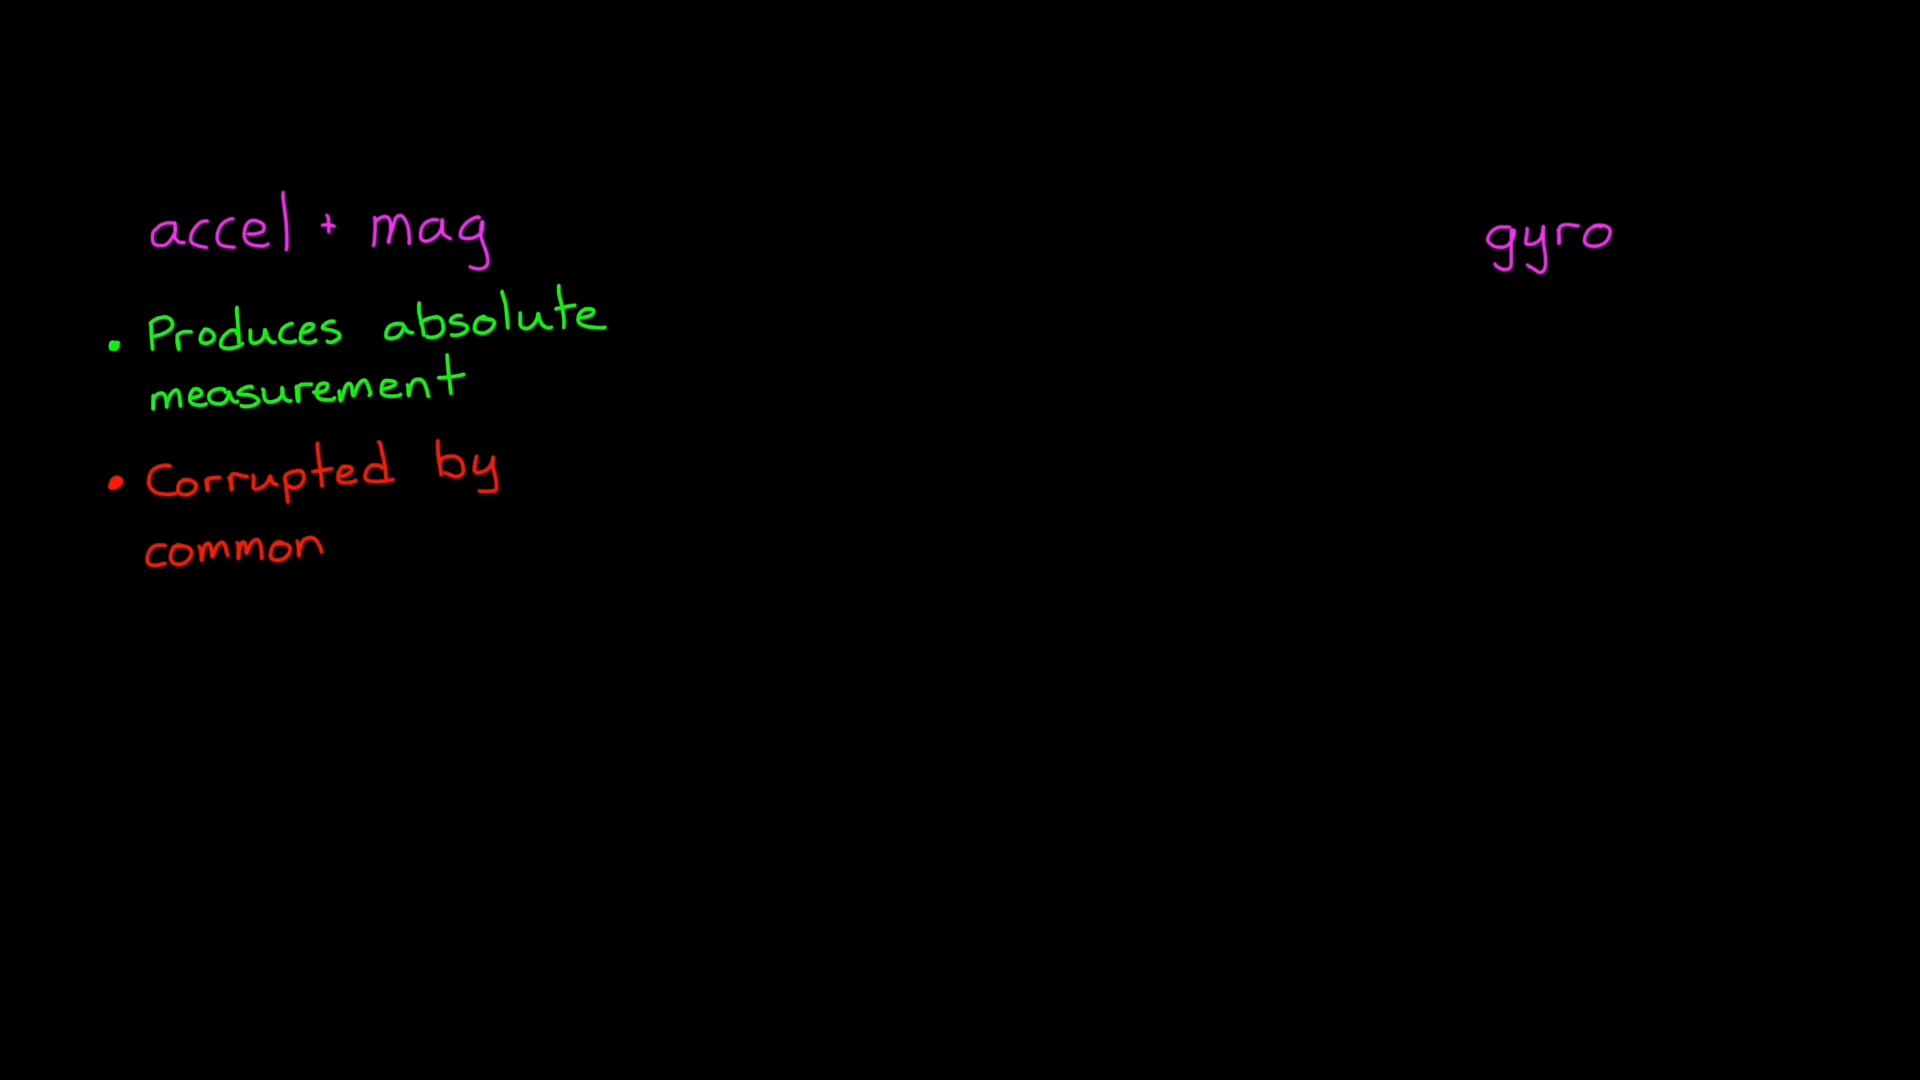 accel + mag
gyro
• Produces absolute
measurement
• Corrupted by
common